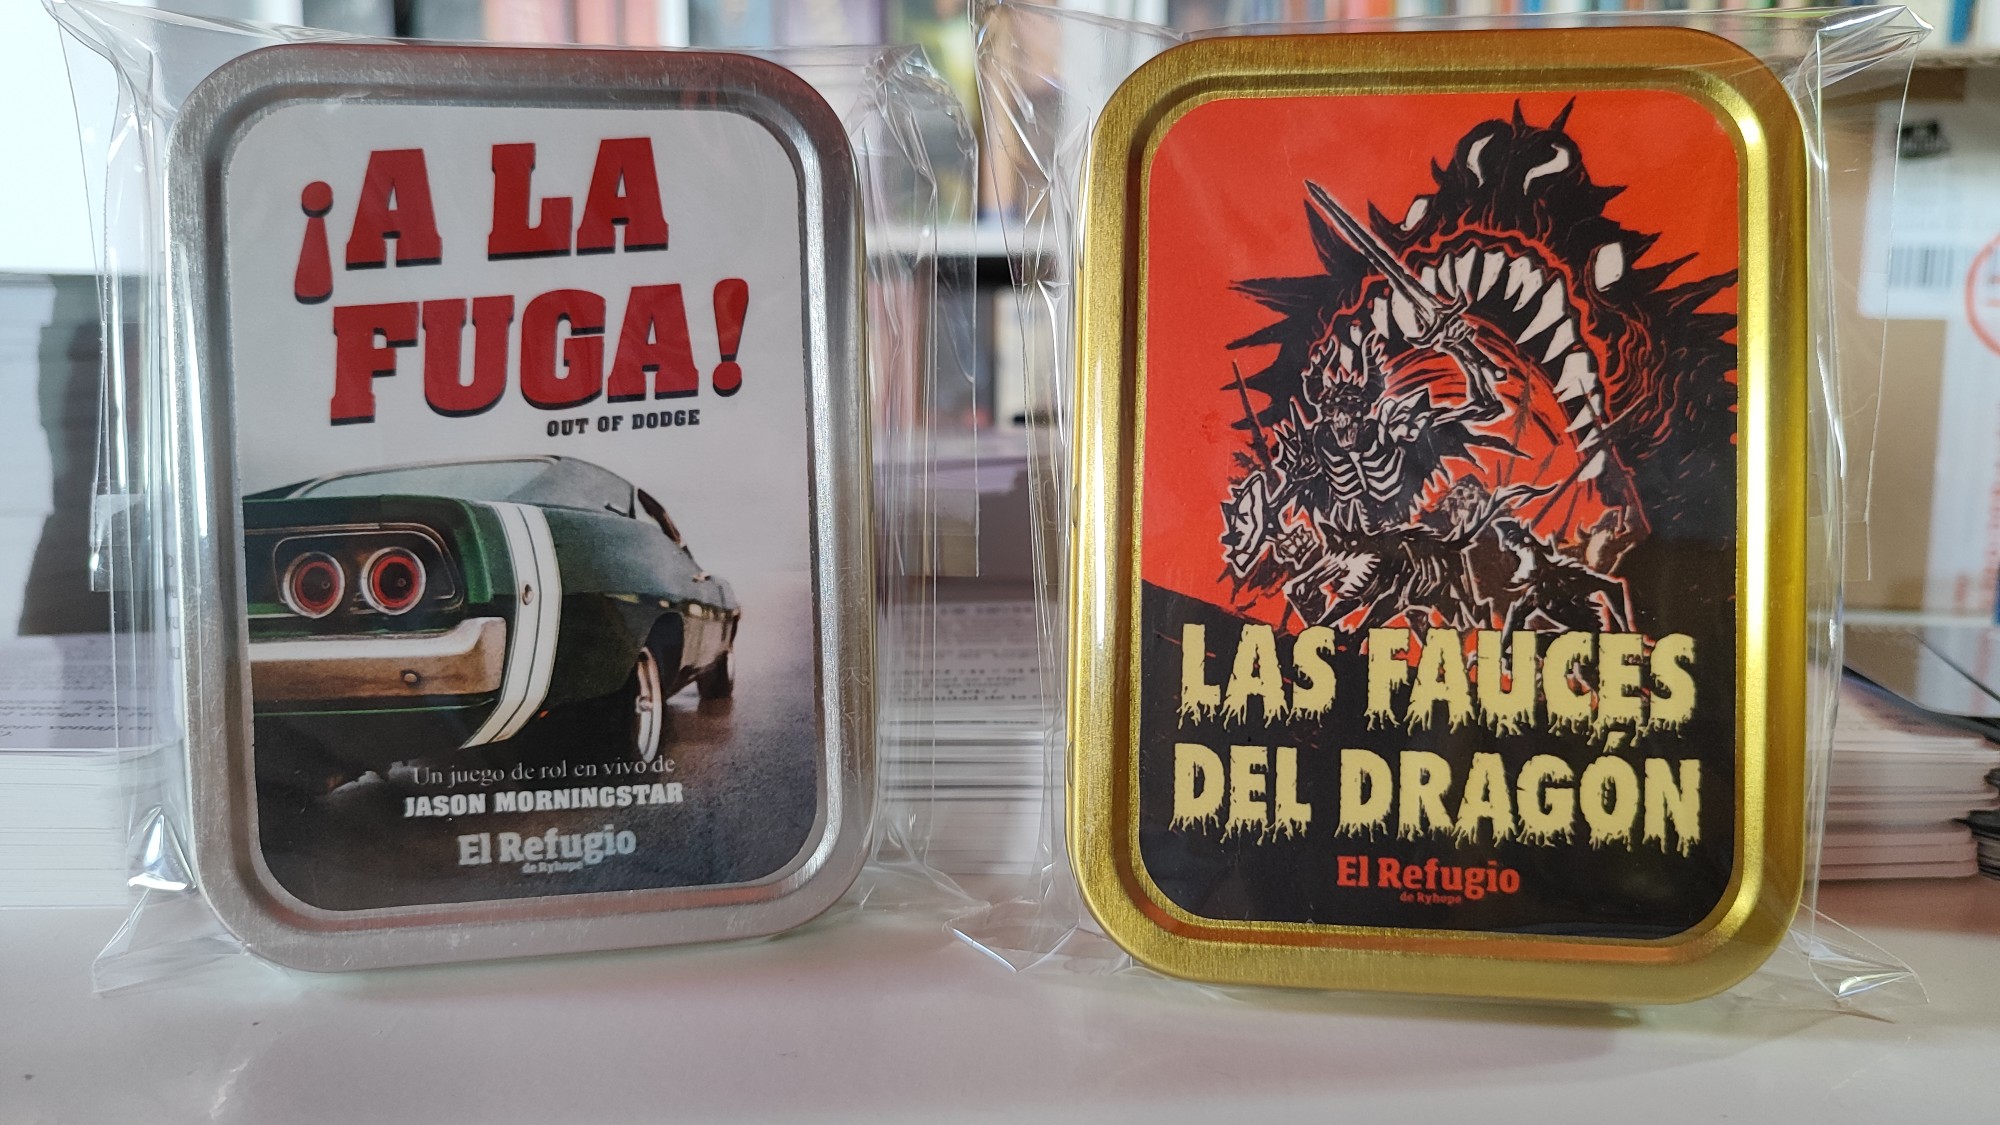 ¡A LA
FUGA!
OUT OF DODGE
Un juego de rol en vivo de
JASON MORNINGSTAR
El Refugio
de Ryhope
LAS FAUCES
DEL DRAGÓN
El Refugio
de Ryhope